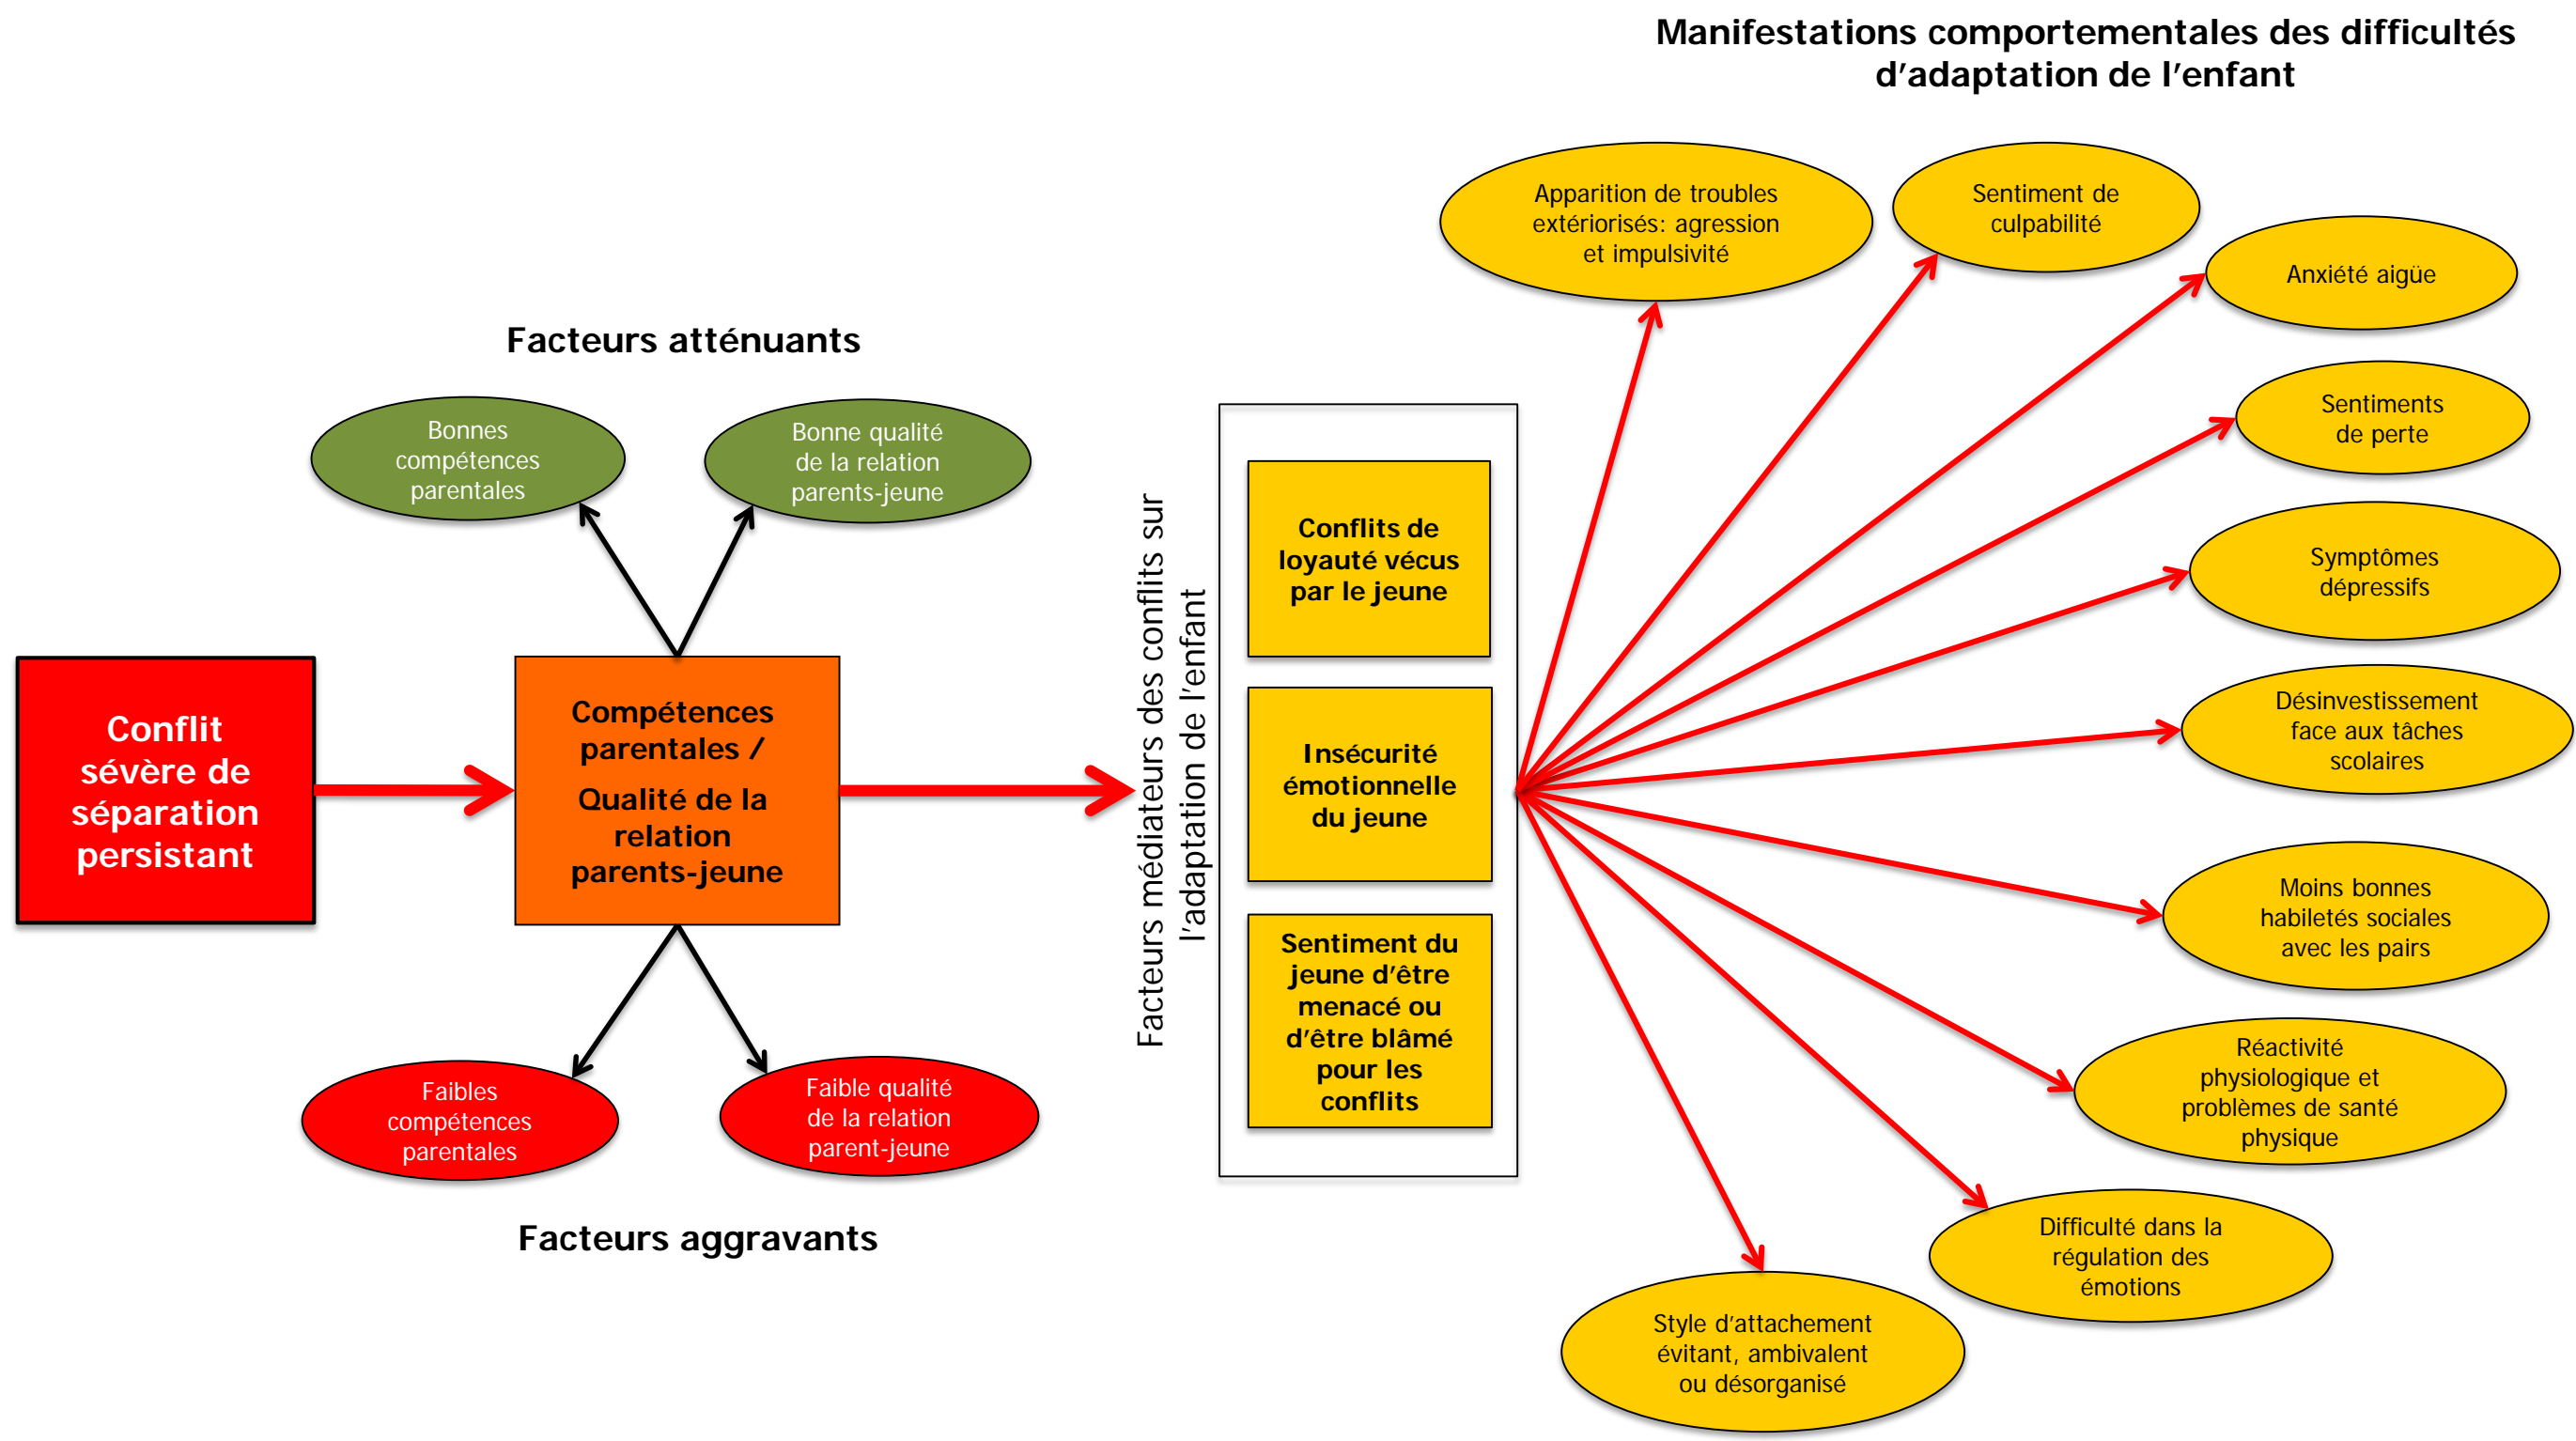 Manifestations comportementales des difficultés
d’adaptation de l’enfant
Apparition de troubles
extériorisés: agression
et impulsivité
Sentiment de
culpabilité
Anxiété aigüe
Sentiments
de perte
Symptômes
dépressifs
Désinvestissement
face aux tâches
scolaires
Moins bonnes
habiletés sociales
avec les pairs
Réactivité
physiologique et
problèmes de santé
physique
Difficulté dans la
régulation des
émotions
Style d’attachement
évitant, ambivalent
ou désorganisé
Facteurs atténuants
Bonnes
compétences
parentales
Bonne qualité
de la relation
parents-jeune
Conflit
sévère de
séparation
persistant
Compétences
parentales /
Qualité de la
relation
parents-jeune
Faibles
compétences
parentales
Faible qualité
de la relation
parent-jeune
Facteurs aggravants
Facteurs médiateurs des conflits sur
l’adaptation de l’enfant
Conflits de
loyauté vécus
par le jeune
Insécurité
émotionnelle
du jeune
Sentiment du
jeune d’être
menacé ou
d’être blâmé
pour les
conflits